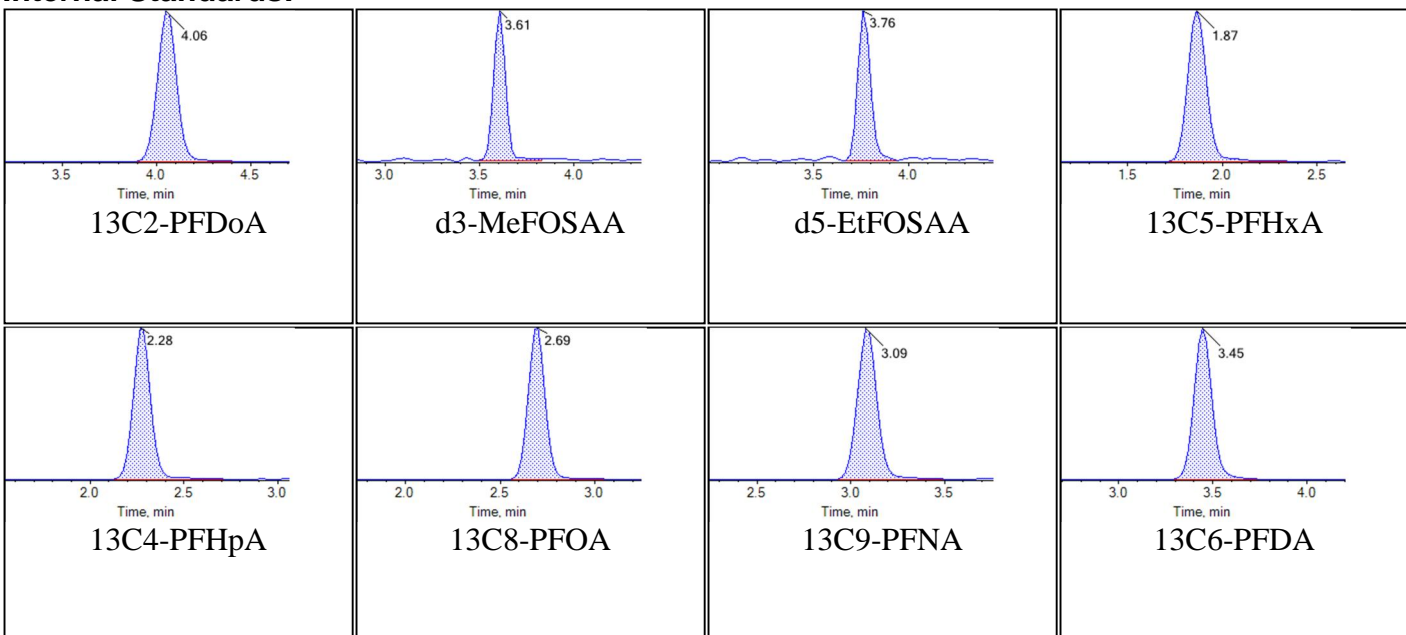 4.06
3.5 4.0 4.5
Time, min
13C2-PFDoA
3.61
3.0 3.5 4.0
Time, min
d3-MeFOSAA
3.76
3.5 4.0
Time, min
d5-EtFOSAA
1.87
1.5 2.0 2.5
Time, min
13C5-PFHxA
2.28
2.0 2.5 3.0
Time, min
13C4-PFHpA
2.69
2.0 2.5 3.0
Time, min
13C8-PFOA
3.09
2.5 3.0 3.5
Time, min
13C9-PFNA
3.45
3.0 3.5 4.0
Time, min
13C6-PFDA